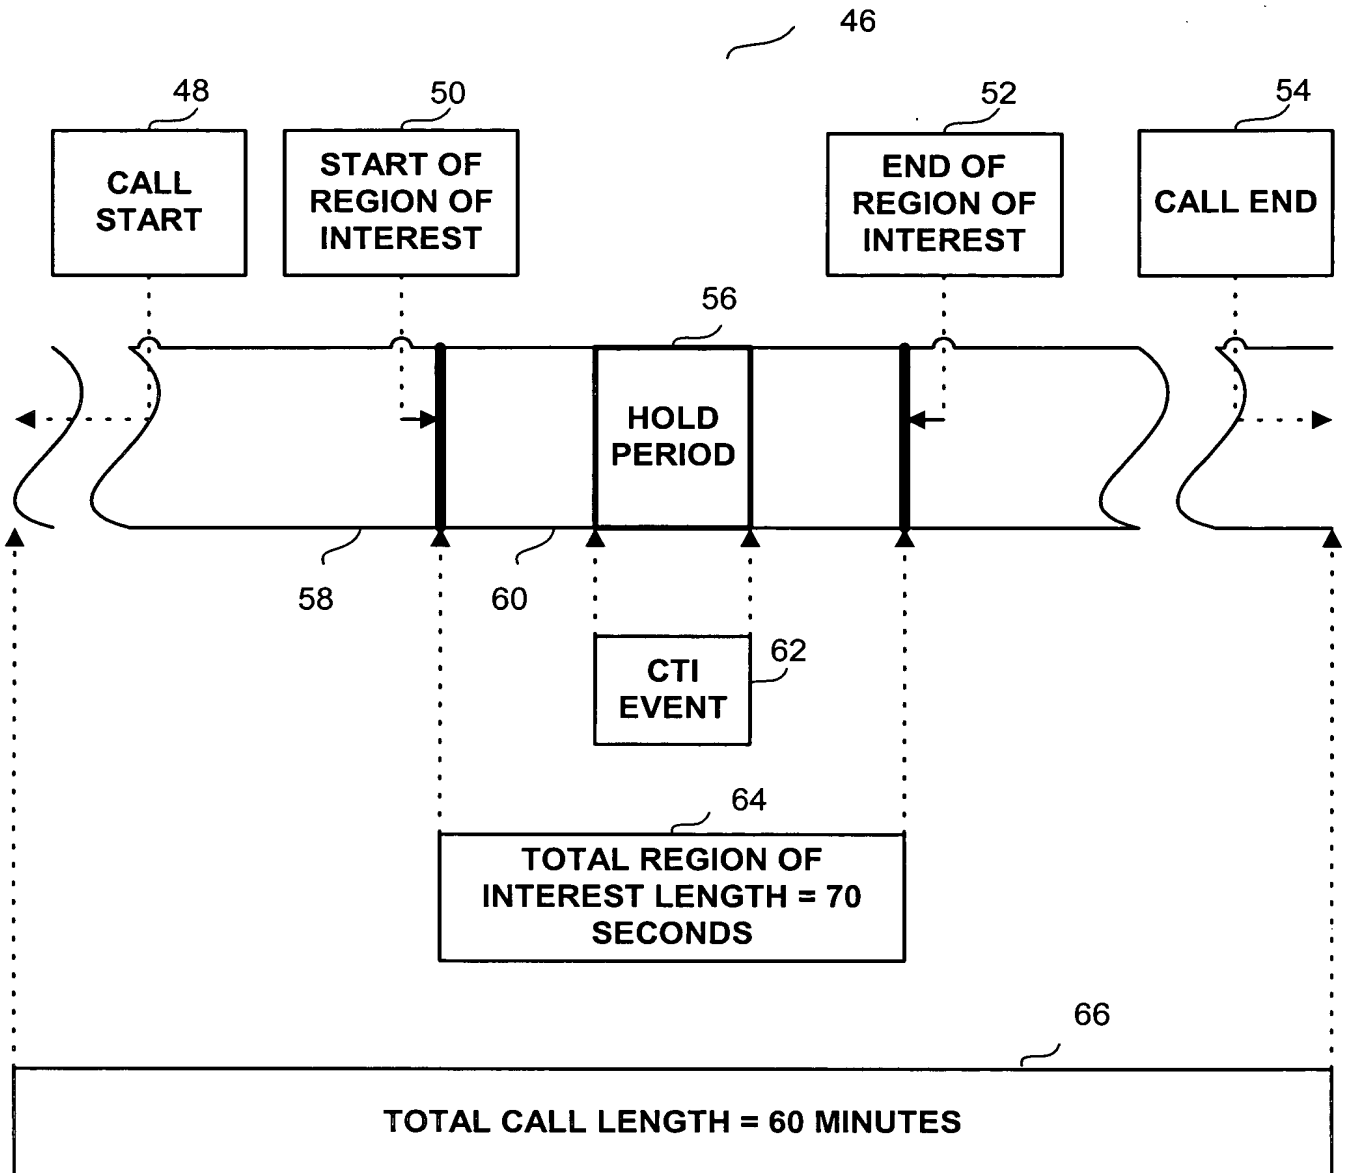 46
48
50
52
54
CALL
START
START OF
REGION OF
INTEREST
END OF
REGION OF
INTEREST
CALL END
56
HOLD
PERIOD
58
60
62
CTI
EVENT
64
TOTAL REGION OF
INTEREST LENGTH = 70
SECONDS
66
TOTAL CALL LENGTH = 60 MINUTES